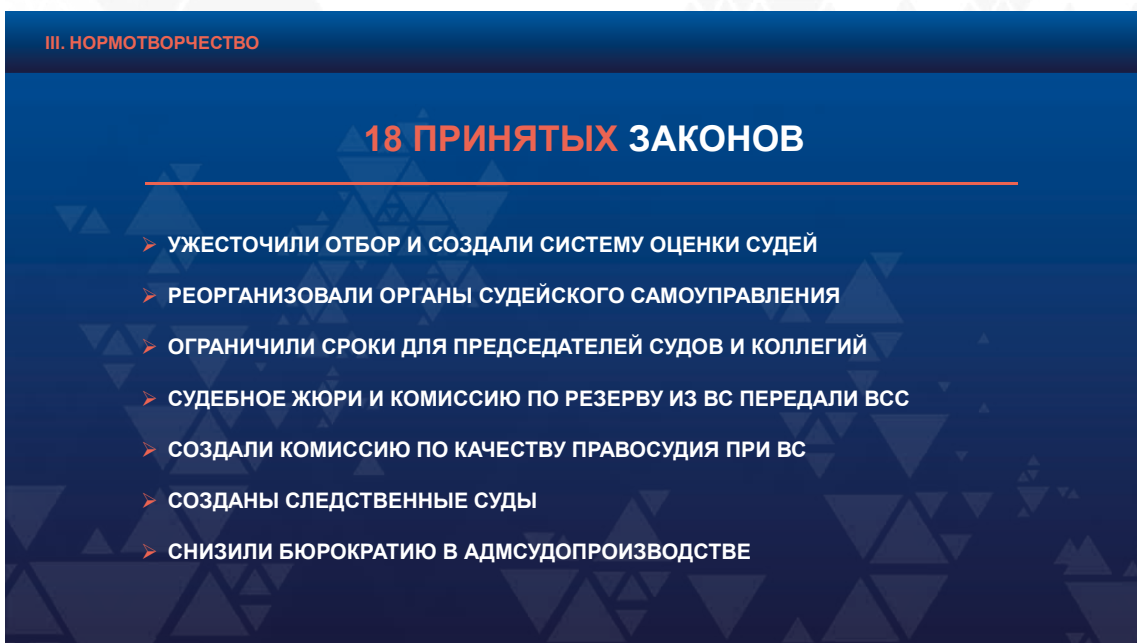 III. НОРМОТВОРЧЕСТВО
18 ПРИНЯТЫХ ЗАКОНОВ
УЖЕСТОЧИЛИ ОТБОР И СОЗДАЛИ СИСТЕМУ ОЦЕНКИ СУДЕЙ
РЕОРГАНИЗОВАЛИ ОРГАНЫ СУДЕЙСКОГО САМОУПРАВЛЕНИЯ
ОГРАНИЧИЛИ СРОКИ ДЛЯ ПРЕДСЕДАТЕЛЕЙ СУДОВ И КОЛЛЕГИЙ
СУДЕБНОЕ ЖЮРИ И КОМИССИЮ ПО РЕЗЕРВУ ИЗ ВС ПЕРЕДАЛИ ВСС
СОЗДАЛИ КОМИССИЮ ПО КАЧЕСТВУ ПРАВОСУДИЯ ПРИ ВС
СОЗДАНЫ СЛЕДСТВЕННЫЕ СУДЫ
СНИЗИЛИ БЮРОКРАТИЮ В АДМСУДОПРОИЗВОДСТВЕ